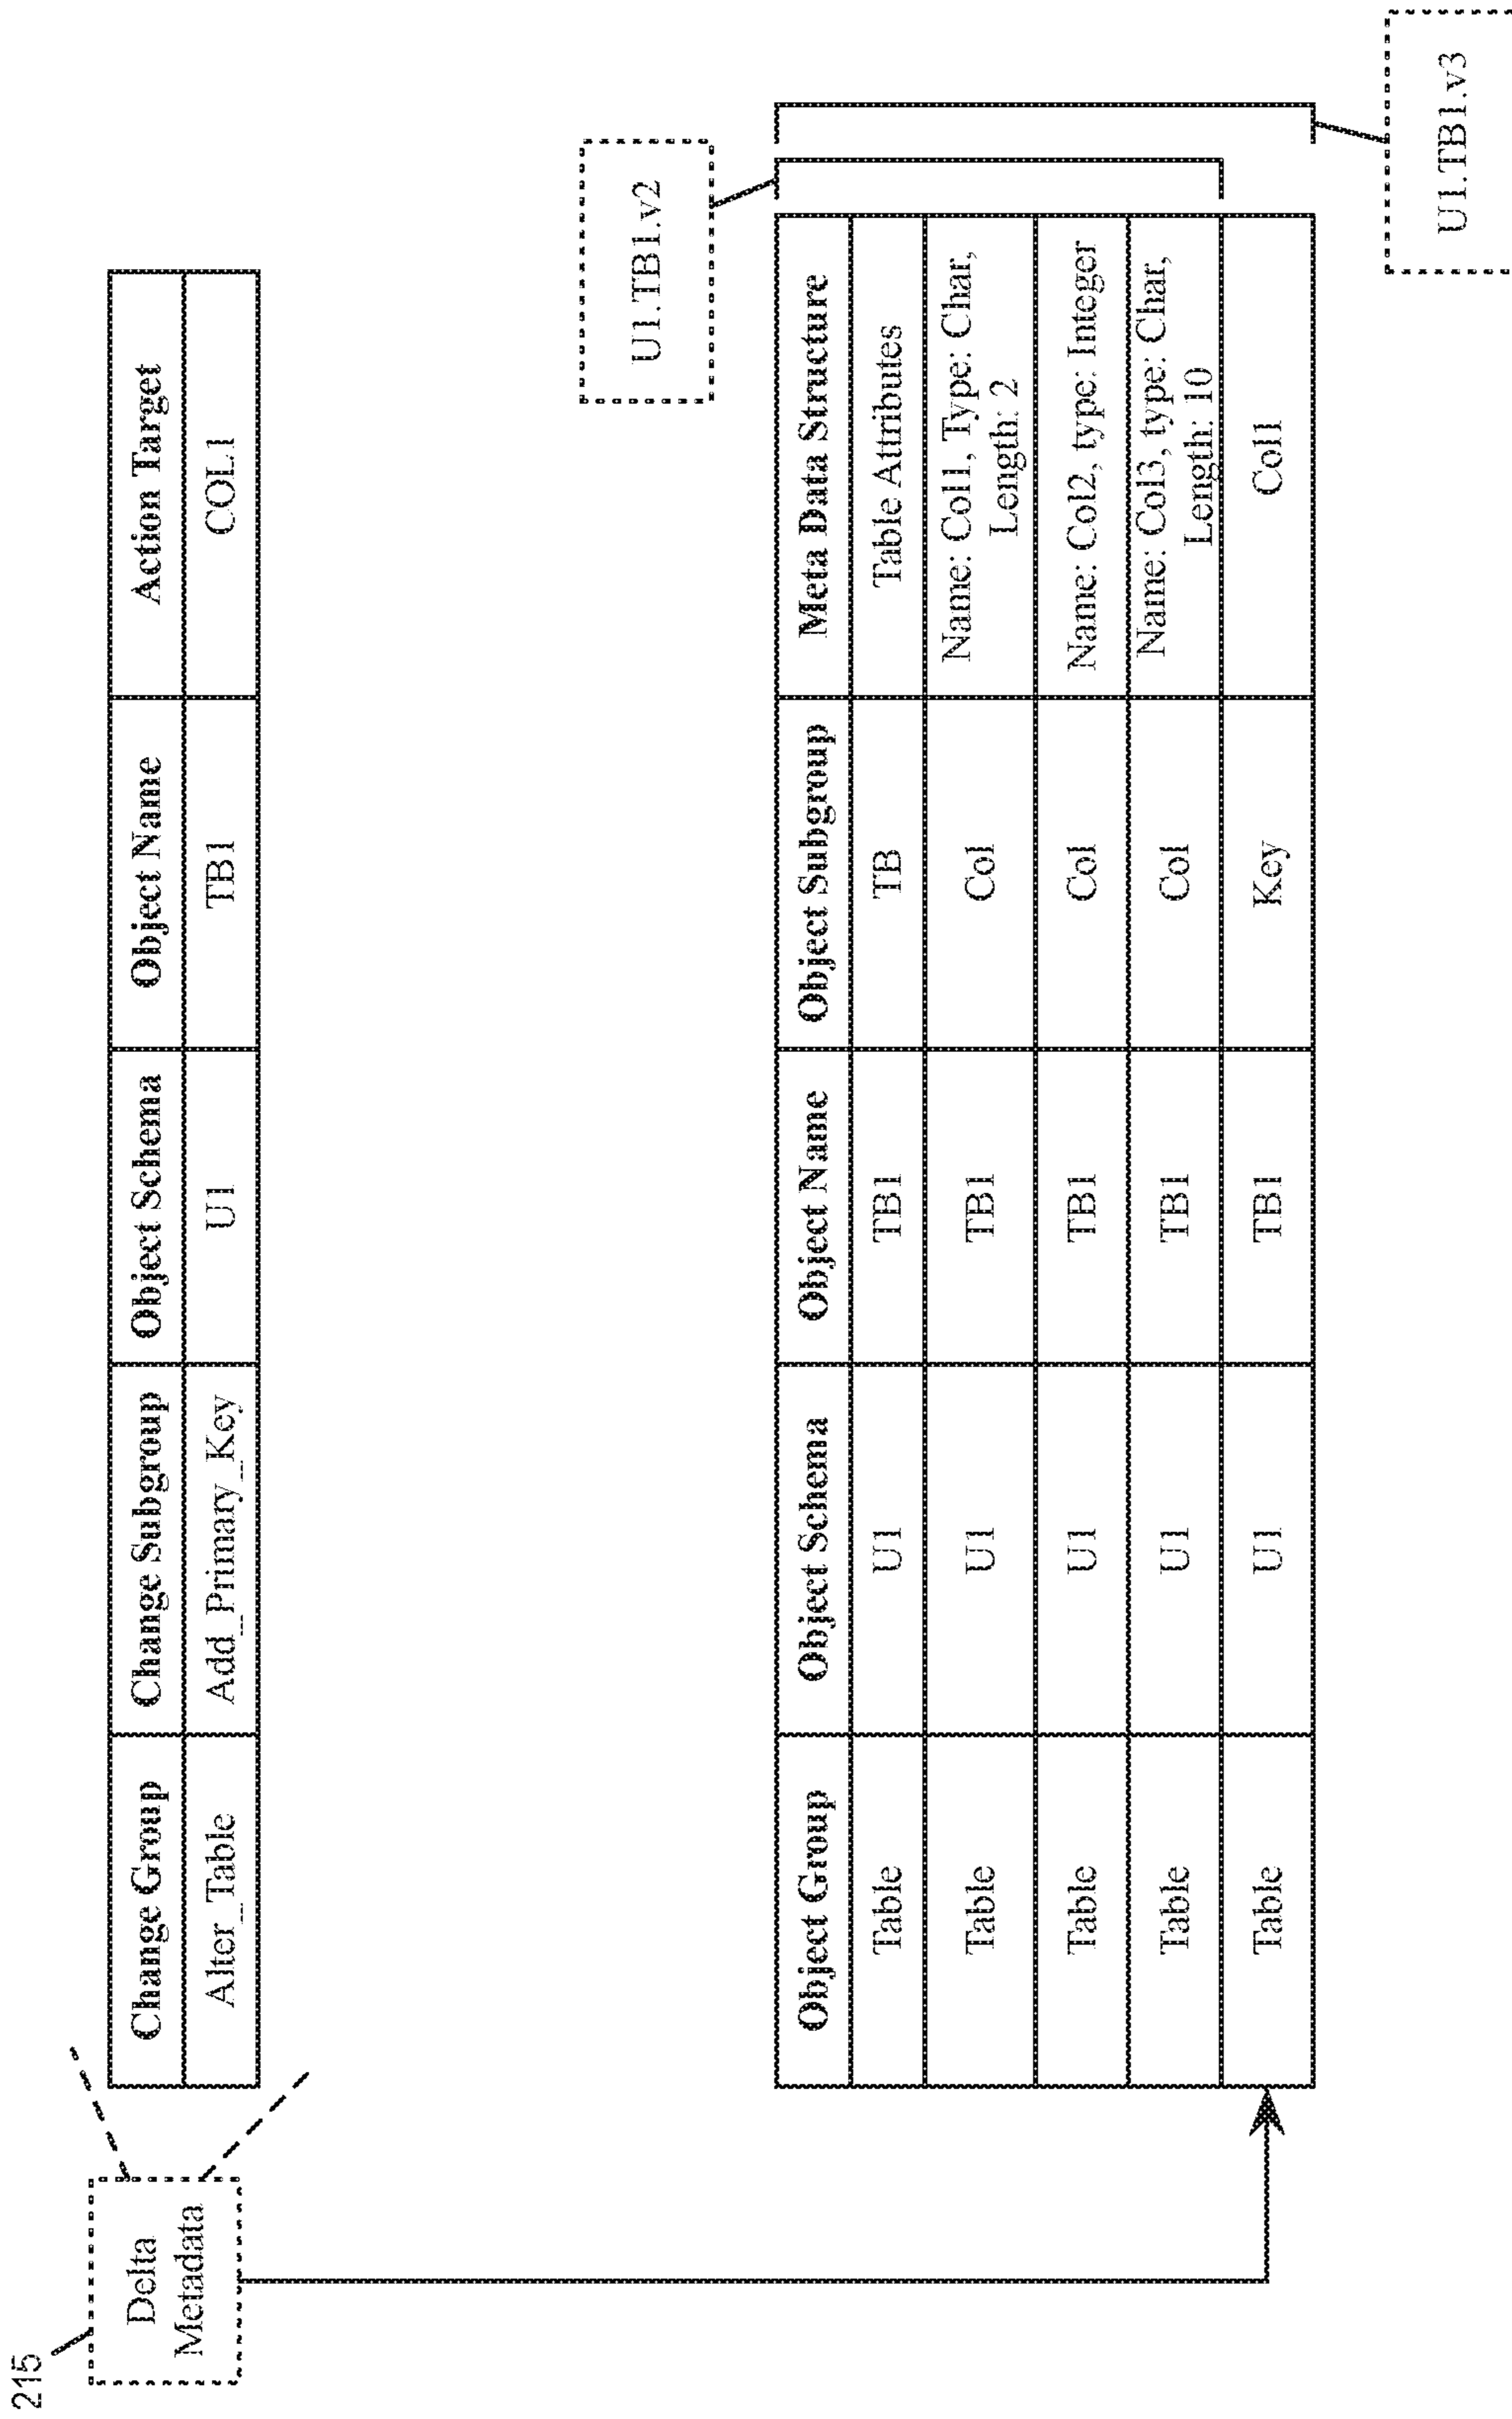 215
Delta
Metadata
Change Group Change Subgroup Object Schema Object Name Action Target
Alter_Table Add_Primary_Key U1 TB1 COL1
U1.TB1.v2
Object Group Object Schema Object Name Object Subgroup Meta Data Structure
Table U1 TB1 TB Table Attributes
Table U1 TB1 Col Name: Col1, Type: Char,
Length: 2
Table U1 TB1 Col Name: Col2, type: Integer
Table U1 TB1 Col Name: Col3, type: Char,
Length: 10
Table U1 TB1 Key Col1
U1.TB1.v3